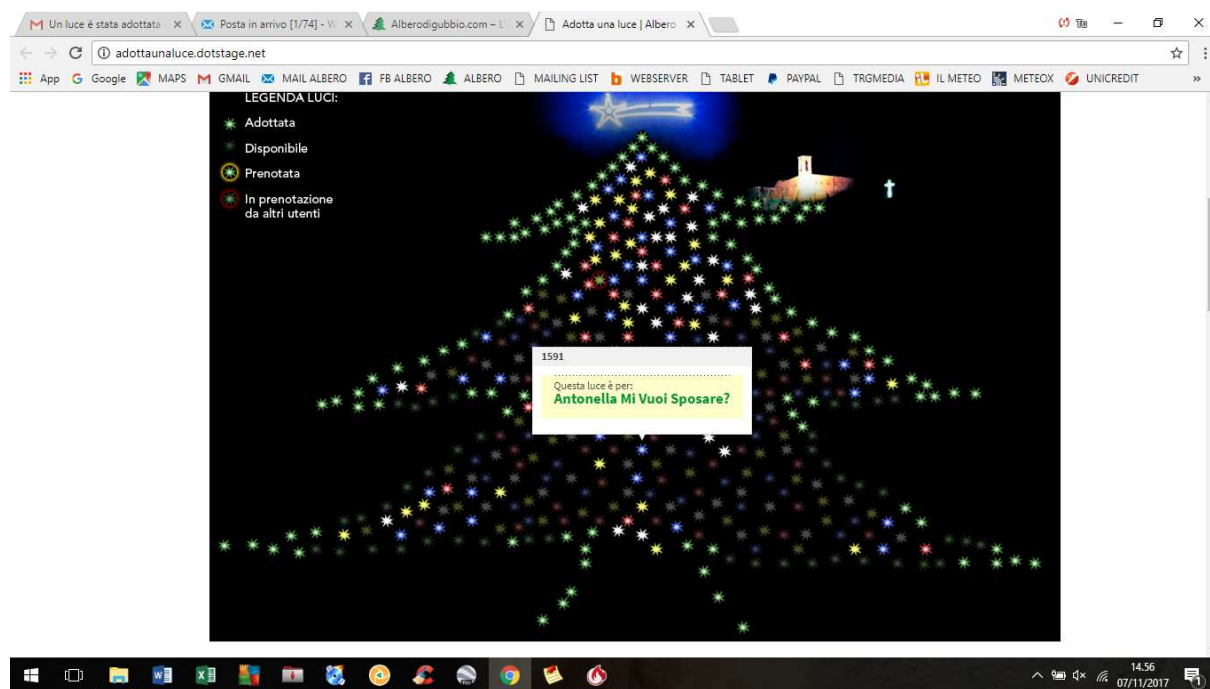 Un luce è stata adottata
Posta in arrivo [1/74] - W
Alberodigubbio.com – L'
Adotta una luce | Albero
adottaunaluce.dotstage.net
App Google MAPS GMAIL MAIL ALBERO FB ALBERO ALBERO MAILING LIST WEBSERVER TABLET PAYPAL TRGMEDIA IL METEO METEOX UNICREDIT »
LEGENDA LUCI:
Adottata
Disponibile
Prenotata
In prenotazione
da altri utenti
1591
Questa luce è per:
Antonella Mi Vuoi Sposare?
14.56
07/11/2017